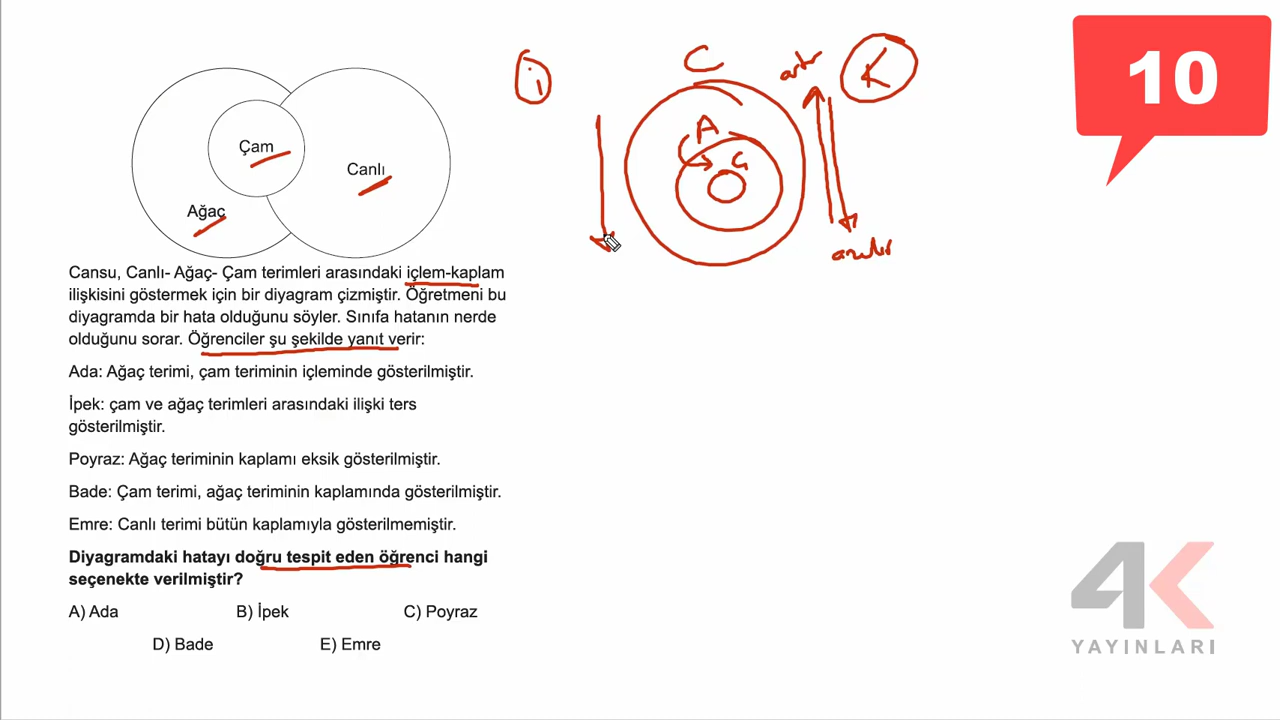 10
Çam
Canlı
Ağaç
i
C
A
Ç
artır
K
azalır
Cansu, Canlı- Ağaç- Çam terimleri arasındaki içlem-kaplam
ilişkisini göstermek için bir diyagram çizmiştir. Öğretmeni bu
diyagramda bir hata olduğunu söyler. Sınıfa hatanın nerde
olduğunu sorar. Öğrenciler şu şekilde yanıt verir:
Ada: Ağaç terimi, çam teriminin içleminde gösterilmiştir.
İpek: çam ve ağaç terimleri arasındaki ilişki ters
gösterilmiştir.
Poyraz: Ağaç teriminin kaplamı eksik gösterilmiştir.
Bade: Çam terimi, ağaç teriminin kaplamında gösterilmiştir.
Emre: Canlı terimi bütün kaplamıyla gösterilmemiştir.
Diyagramdaki hatayı doğru tespit eden öğrenci hangi
seçenekte verilmiştir?
A) Ada B) İpek C) Poyraz
D) Bade E) Emre
4K
YAYINLARI